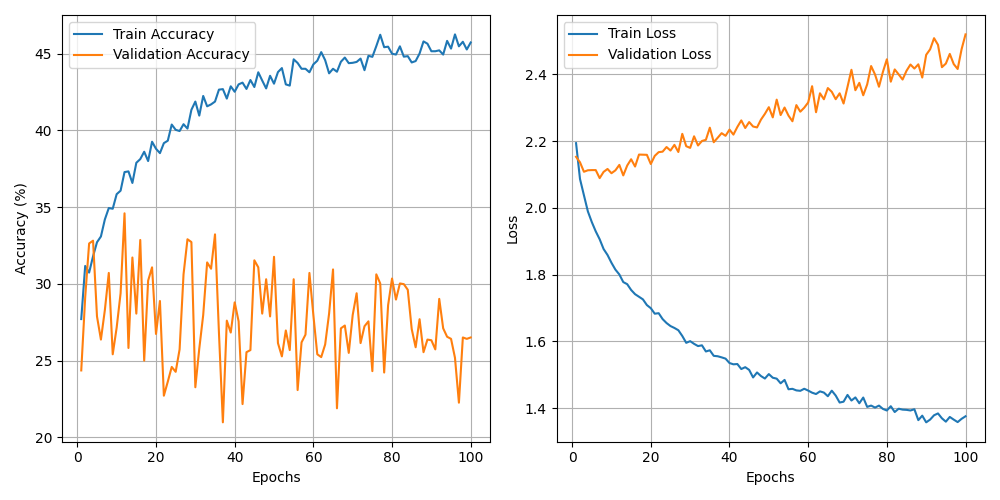 Train Accuracy
Validation Accuracy
45
40
35
30
25
20
Accuracy (%)
0 20 40 60 80 100
Epochs
Train Loss
Validation Loss
2.4
2.2
2.0
1.8
1.6
1.4
Loss
0 20 40 60 80 100
Epochs